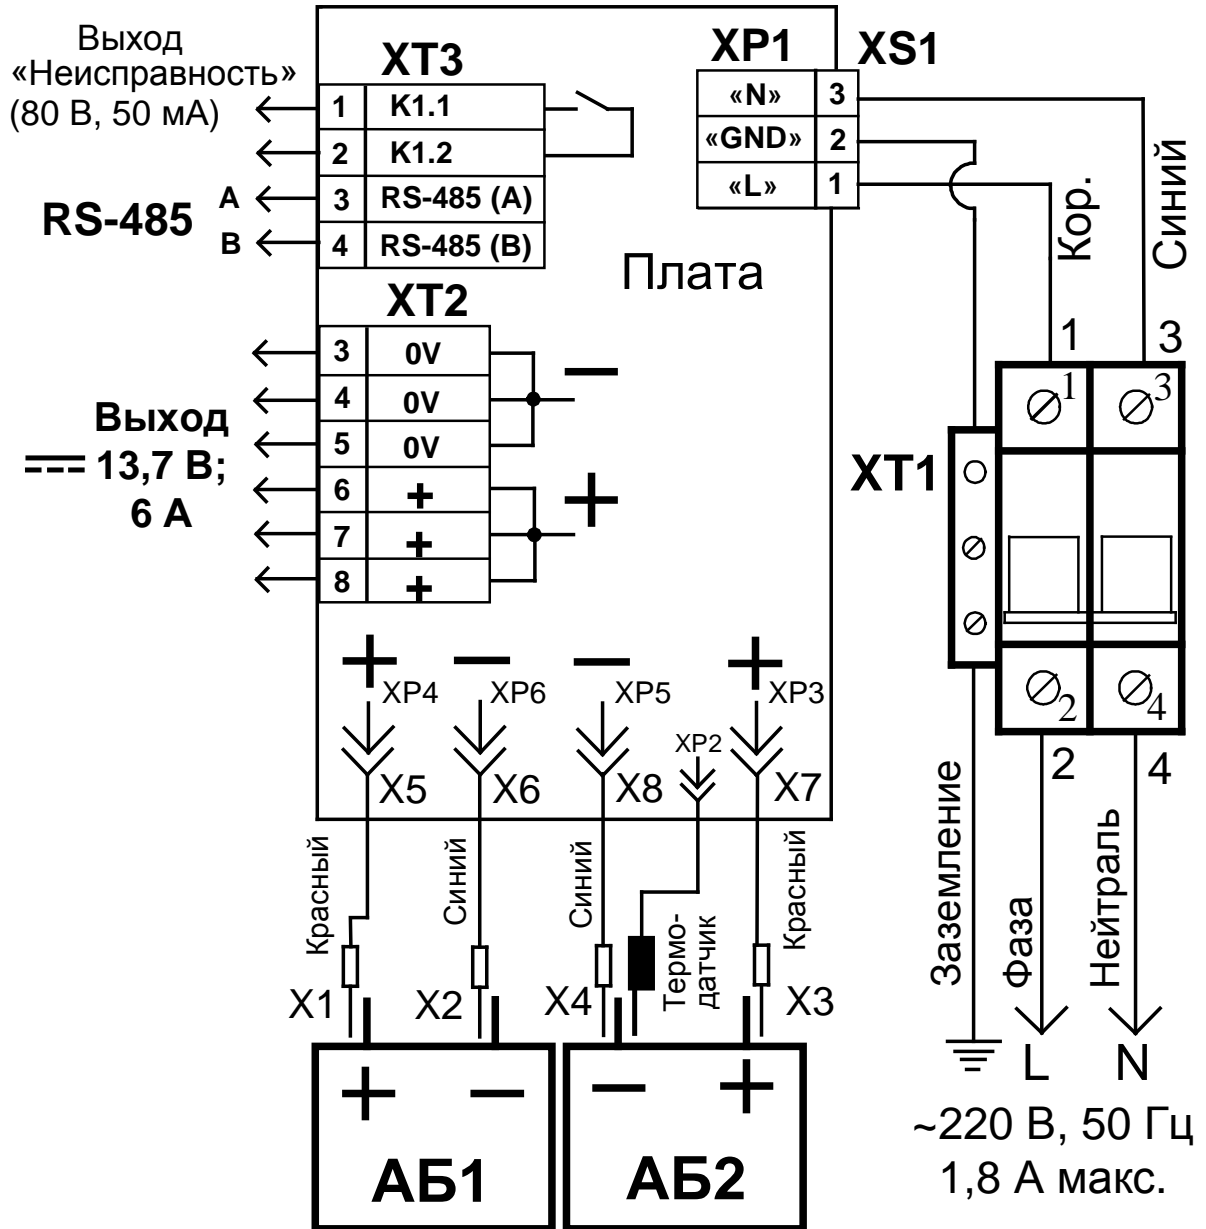 Выход
«Неисправность»
(80 В, 50 мА)
XT3
1 K1.1
2 K1.2
A 3 RS-485 (A)
B 4 RS-485 (B)
RS-485
XP1 XS1
«N» 3
«GND» 2
«L» 1
Плата
Кор.
Синий
XT2
3 0V
4 0V
5 0V
6 +
7 +
8 +
−
+
Выход
13,7 В;
6 А
1 3
1 3
XT1
2 4
2 4
+ − − +
XP4 XP6 XP5 XP3
XP2
X5 X6 X8 X7
Красный
Синий
Синий
Термо-
датчик
Красный
X1 X2 X4 X3
+ − − +
АБ1 АБ2
Заземление
Фаза
Нейтраль
L N
~220 В, 50 Гц
1,8 А макс.